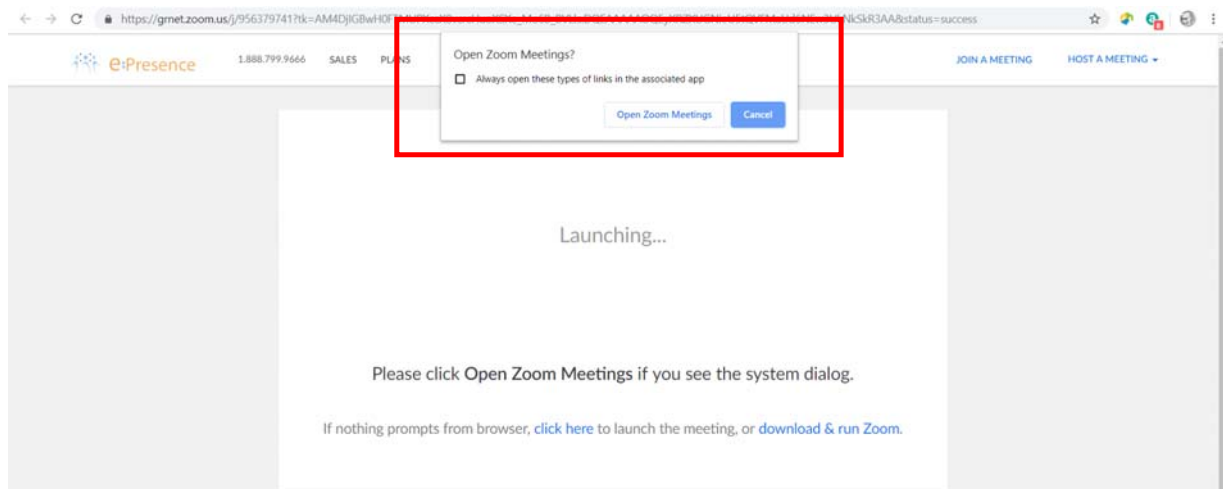 https://grnet.zoom.us/j/956379741?tk=
&status=success
e:Presence
1.888.799.9666 SALES PLANS JOIN A MEETING HOST A MEETING
Open Zoom Meetings?
Always open these types of links in the associated app
Open Zoom Meetings Cancel
Launching...
Please click Open Zoom Meetings if you see the system dialog.
If nothing prompts from browser, click here to launch the meeting, or download & run Zoom.